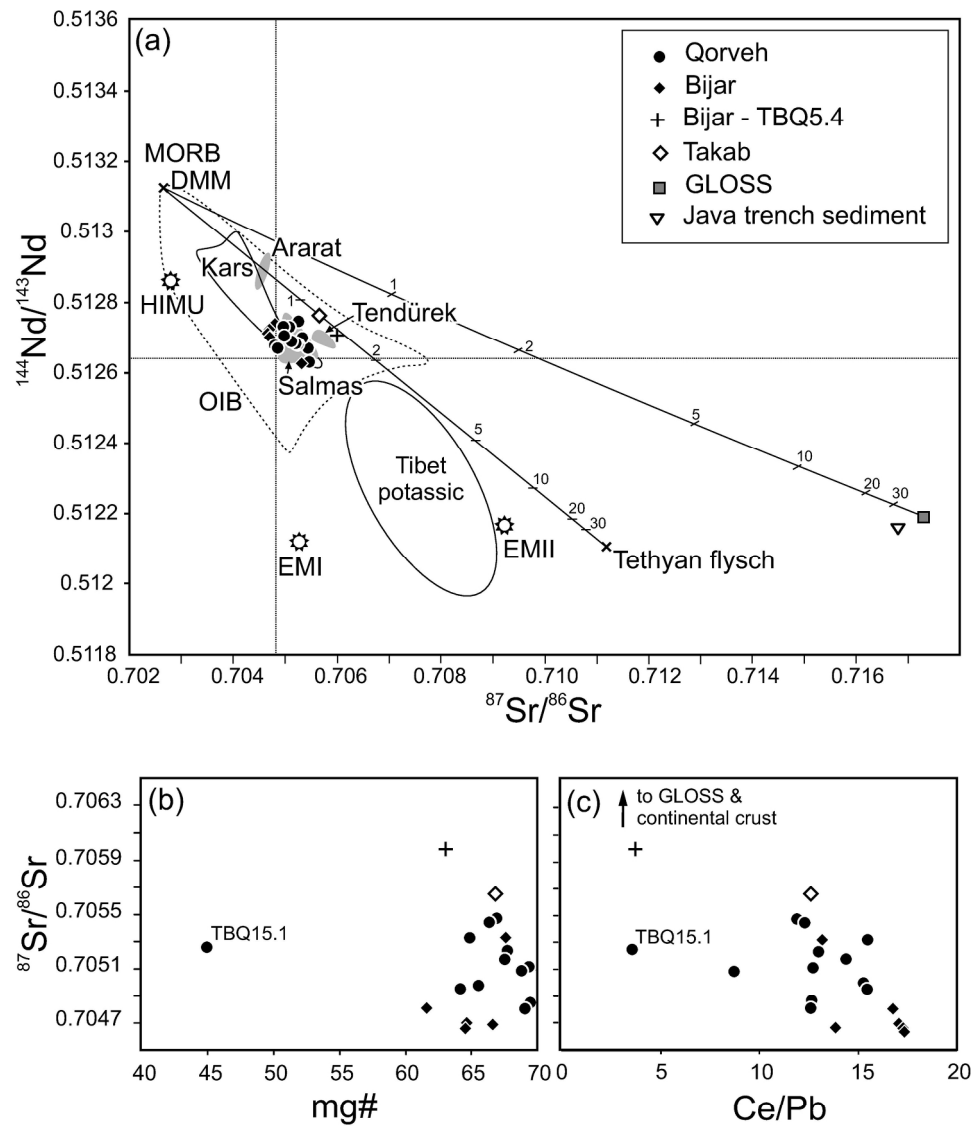 (a)
0.5136
0.5134
0.5132
0.513
0.5128
0.5126
0.5124
0.5122
0.512
0.5118
¹⁴⁴Nd/¹⁴³Nd
Qorveh
Bijar
Bijar - TBQ5.4
Takab
GLOSS
Java trench sediment
MORB
DMM
Ararat
Kars
HIMU
Tendürek
Salmas
OIB
Tibet
potassic
EMI
EMII
Tethyan flysch
1
2
5
10
20
30
1
2
5
10
20
30
0.702
0.704
0.706
0.708
0.710
0.712
0.714
0.716
⁸⁷Sr/⁸⁶Sr
(b)
0.7063
0.7059
0.7055
0.7051
0.7047
⁸⁷Sr/⁸⁶Sr
TBQ15.1
40
45
50
55
60
65
70
mg#
(c)
to GLOSS &
continental crust
TBQ15.1
0
5
10
15
20
Ce/Pb